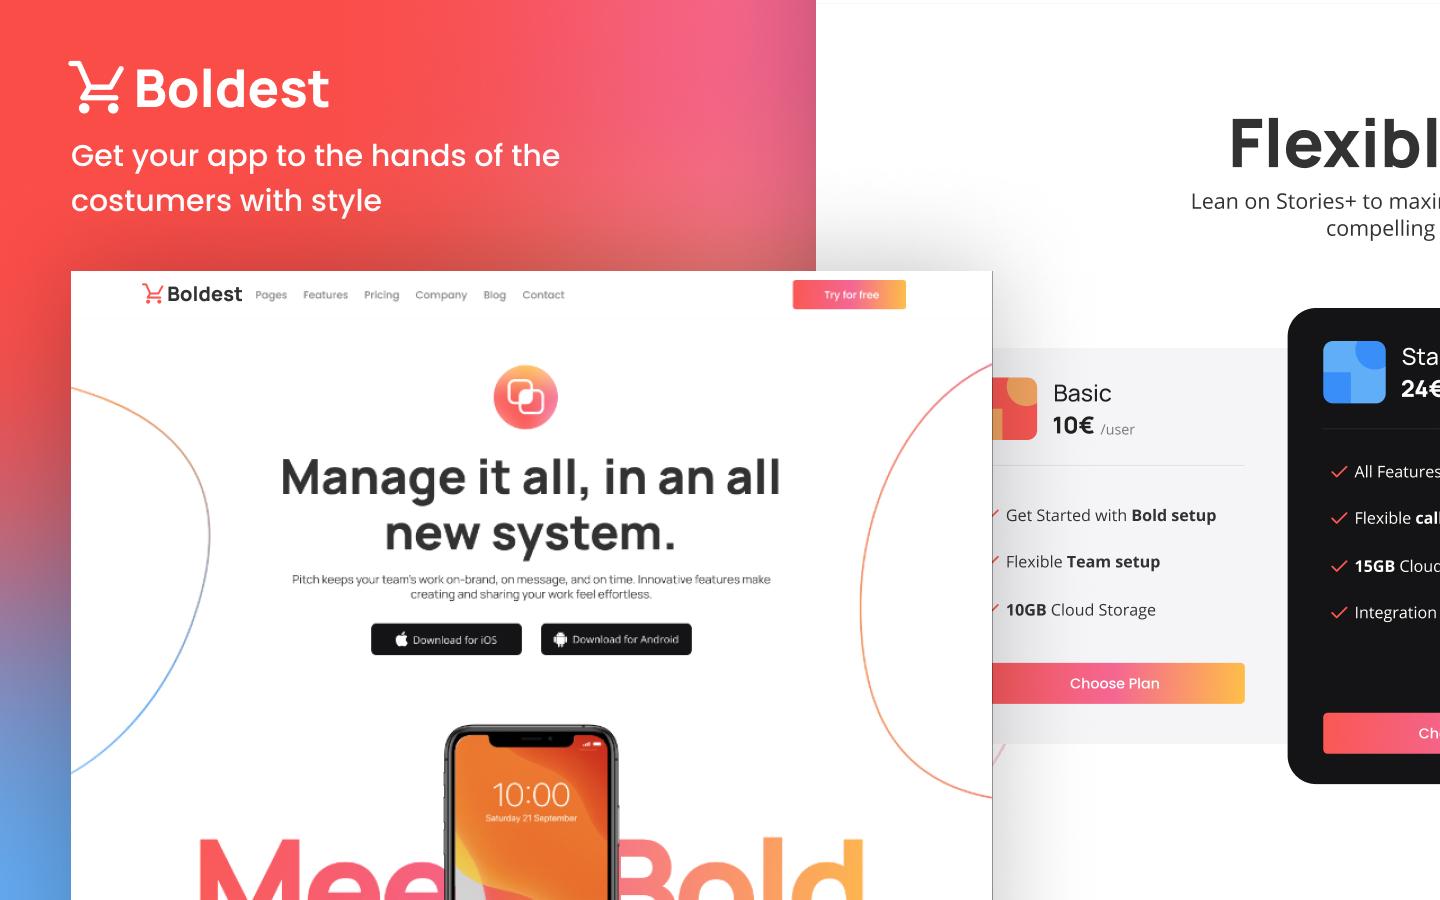 Boldest
Get your app to the hands of the
costumers with style
Boldest Pages Features Pricing Company Blog Contact Try for free
Manage it all, in an all
new system.
Pitch keeps your team's work on-brand, on message, and on time. Innovative features make
creating and sharing your work feel effortless.
Download for iOS Download for Android
10:00
Saturday 21 September
Mee Bold
Flexibl
Lean on Stories+ to maxi
compelling
Basic
10€ /user
Get Started with Bold setup
Flexible Team setup
10GB Cloud Storage
Choose Plan
Sta
24€
All Features
Flexible call
15GB Cloud
Integration
Cho